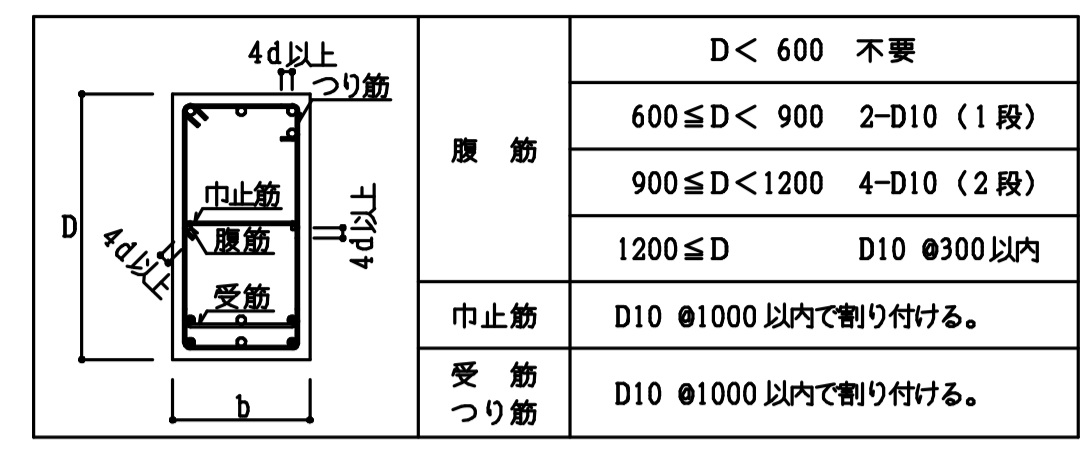 4d以上
つり筋
巾止筋
D
腹筋
4d以上
4d以上
受筋
b
腹 筋
D< 600 不要
600≦D< 900 2-D10 (1段)
900≦D<1200 4-D10 (2段)
1200≦D D10 @300以内
巾止筋
D10 @1000以内で割り付ける。
受 筋
つり筋
D10 @1000以内で割り付ける。